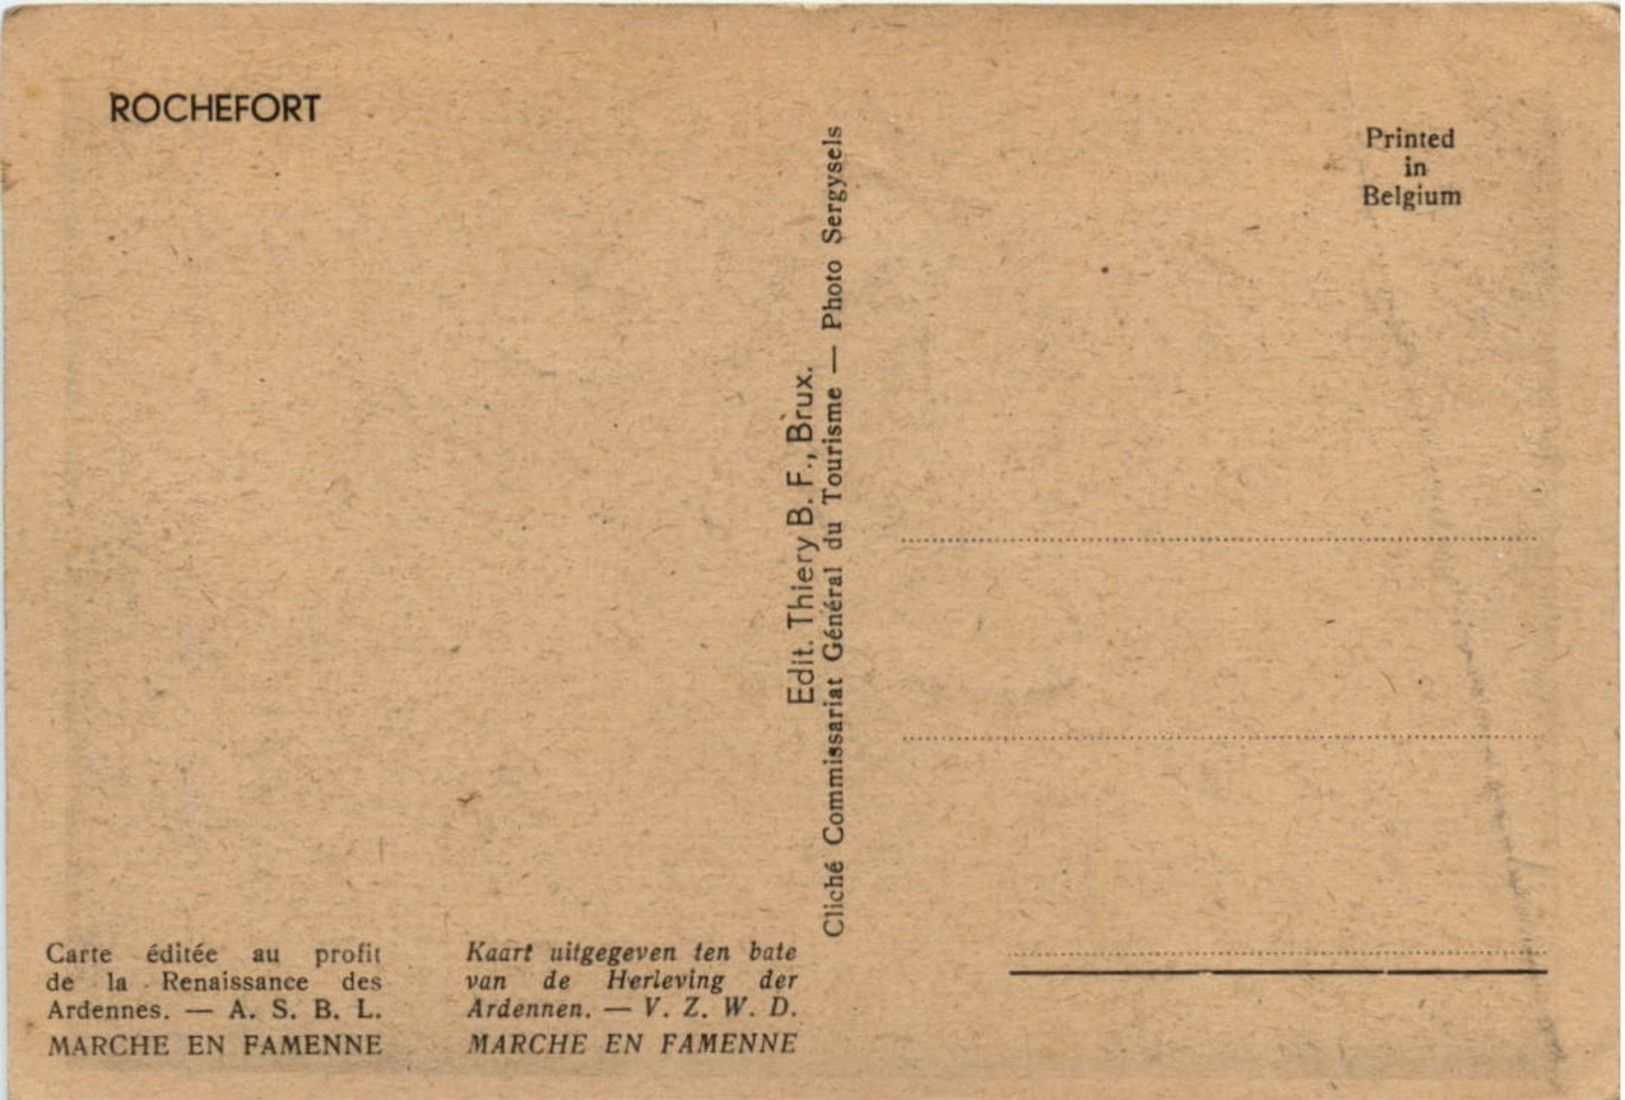 ROCHEFORT
Printed
in
Belgium
Edit. Thiery B. F., Brux.
Cliché Commissariat Général du Tourisme — Photo Sergysels
Carte éditée au profit
de la Renaissance des
Ardennes. — A. S. B. L.
MARCHE EN FAMENNE
Kaart uitgegeven ten bate
van de Herleving der
Ardennen. — V. Z. W. D.
MARCHE EN FAMENNE